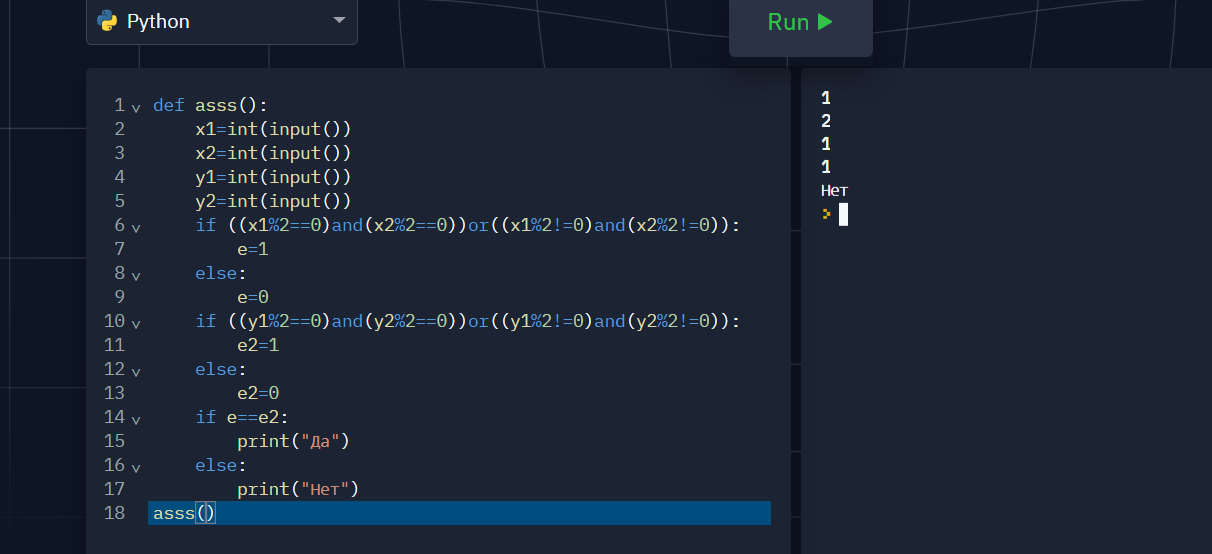 Python
Run
1 def asss():
2 x1=int(input())
3 x2=int(input())
4 y1=int(input())
5 y2=int(input())
6 if ((x1%2==0)and(x2%2==0))or((x1%2!=0)and(x2%2!=0)):
7 e=1
8 else:
9 e=0
10 if ((y1%2==0)and(y2%2==0))or((y1%2!=0)and(y2%2!=0)):
11 e2=1
12 else:
13 e2=0
14 if e==e2:
15 print("Да")
16 else:
17 print("Нет")
18 asss()
1
2
1
1
Нет
>